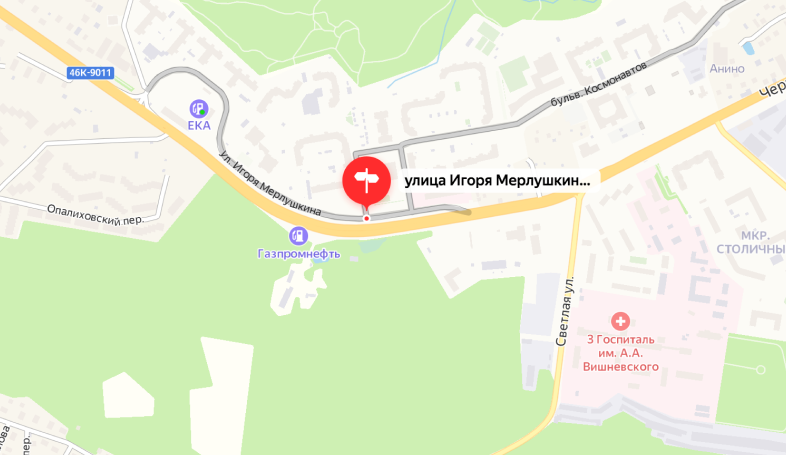 46К-9011
ЕКА
бульв. Космонавтов
Анино
Чер
ул. Игоря Мерлушкина
улица Игоря Мерлушкин...
Опалиховский пер.
Газпромнефть
МКР.
СТОЛИЧНЫ
Светлая ул.
3 Госпиталь
им. А.А.
Вишневского
пер.